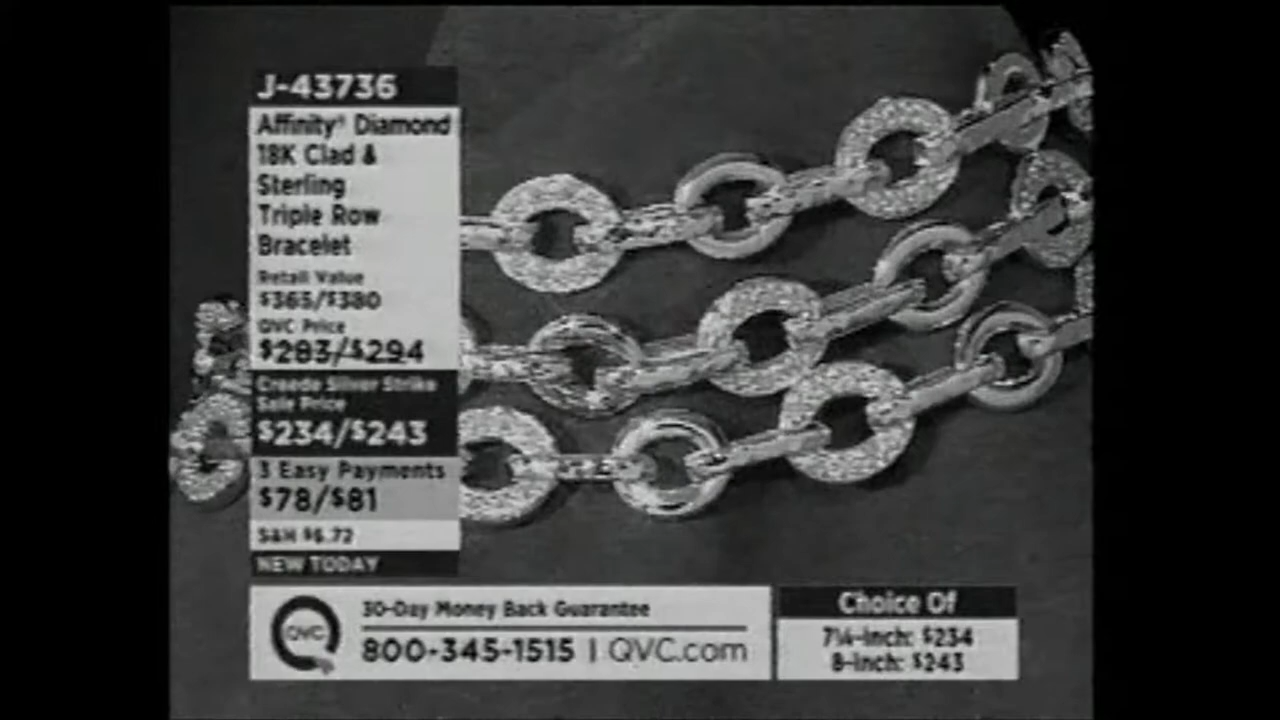 J-43736
Affinity® Diamond
18K Clad &
Sterling
Triple Row
Bracelet
Retail Value
$365/$380
QVC Price
$283/$294
Creede Silver Strike
Sale Price
$234/$243
3 Easy Payments
$78/$81
S&H $6.72
NEW TODAY
QVC
30-Day Money Back Guarantee
800-345-1515 | QVC.com
Choice Of
7¼-inch: $234
8-inch: $243